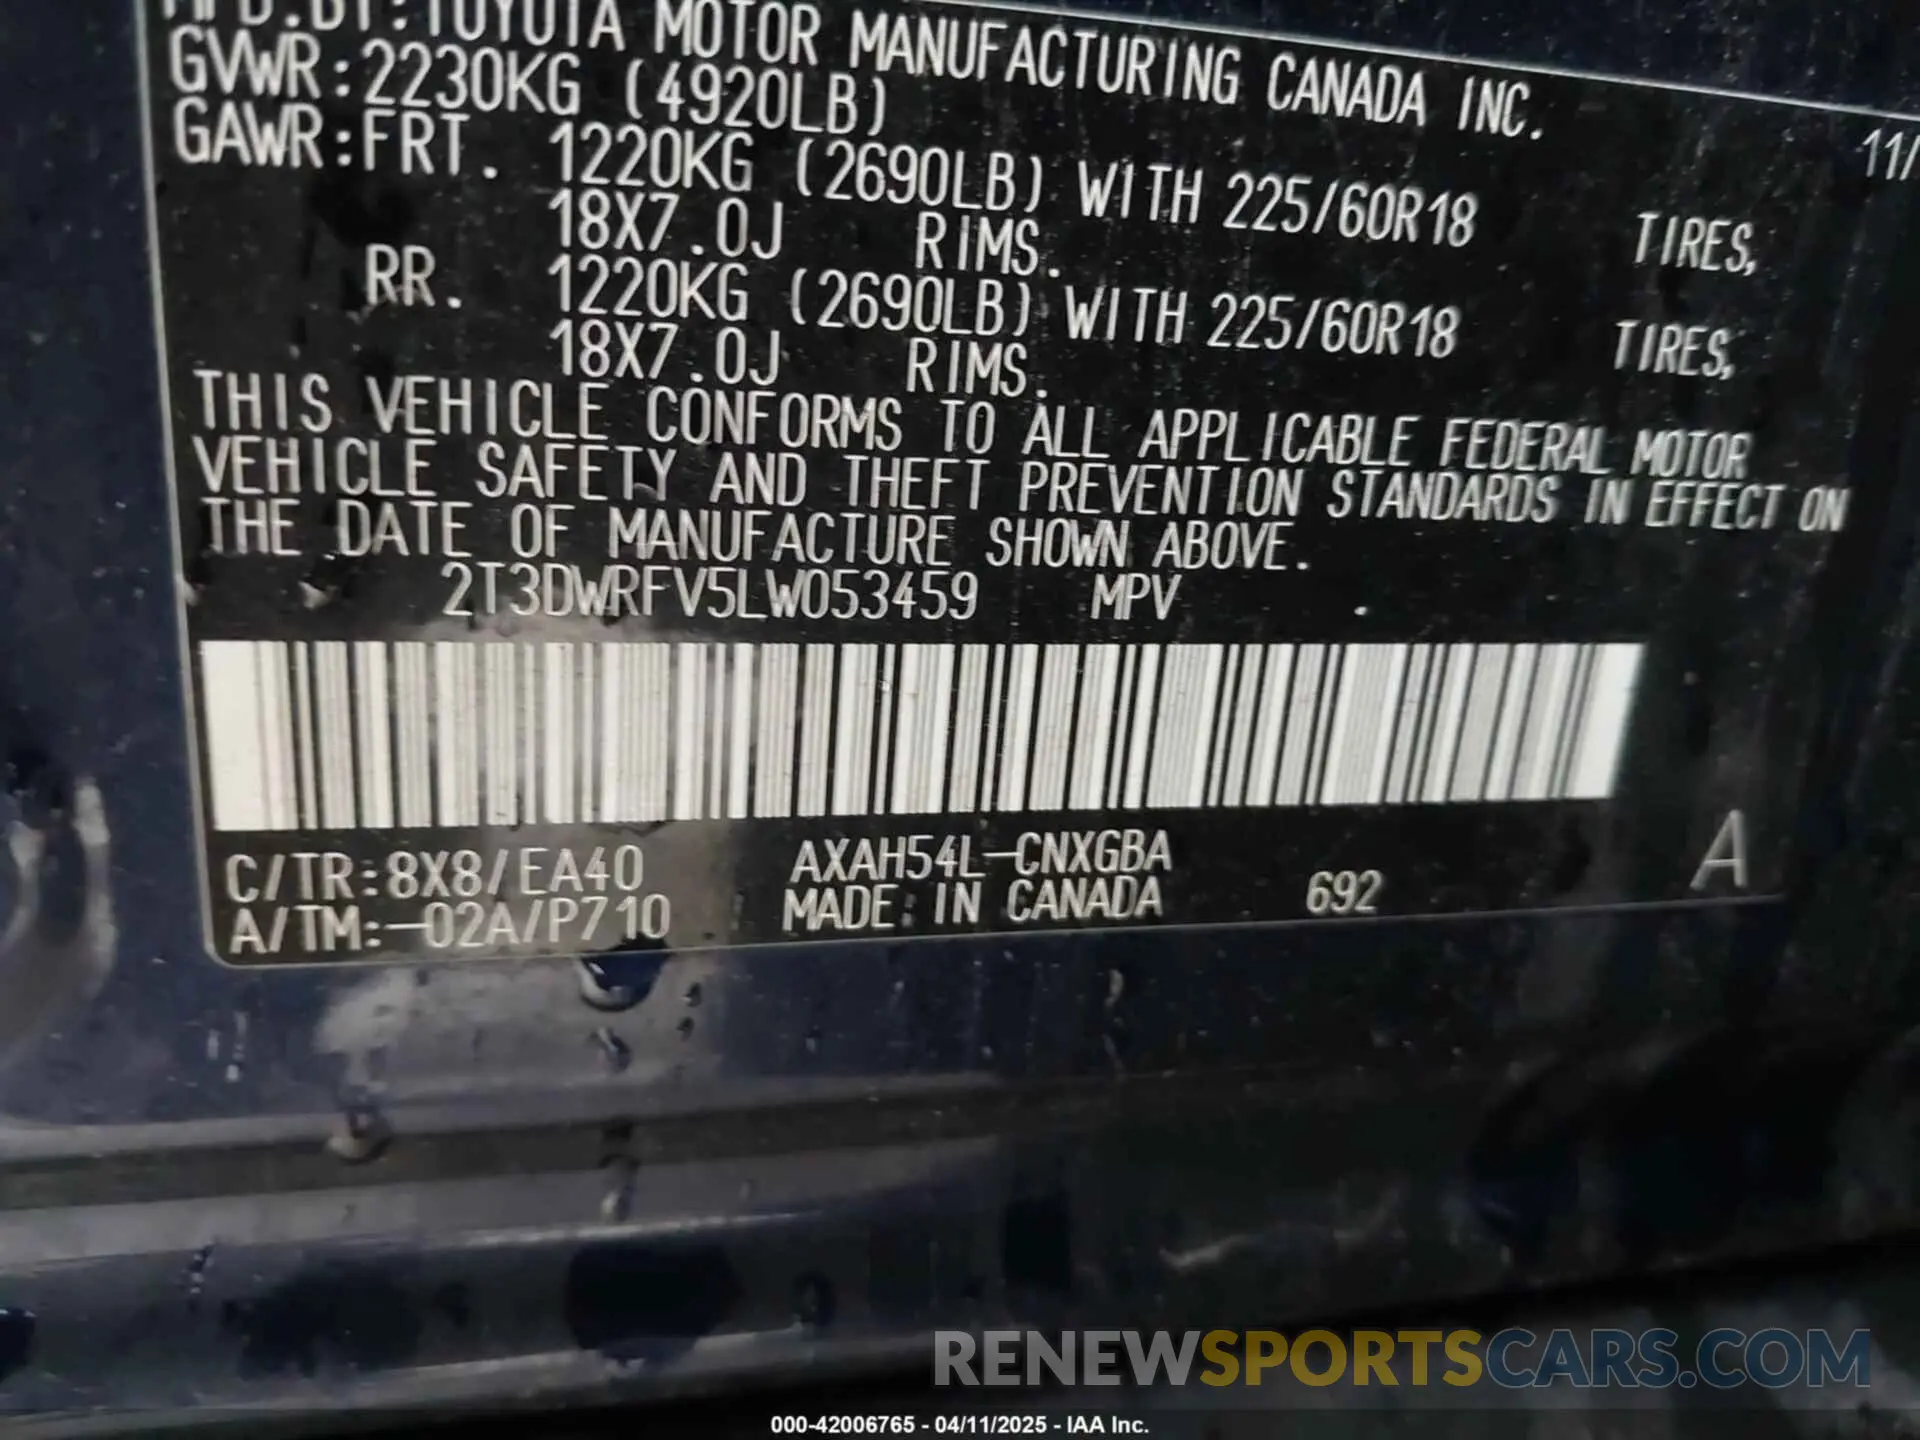 MFD.BY:TOYOTA MOTOR MANUFACTURING CANADA INC.
11/
GVWR:2230KG (4920LB)
GAWR:FRT. 1220KG (2690LB) WITH 225/60R18 TIRES,
18X7.0J RIMS.
RR. 1220KG (2690LB) WITH 225/60R18 TIRES,
18X7.0J RIMS.
THIS VEHICLE CONFORMS TO ALL APPLICABLE FEDERAL MOTOR
VEHICLE SAFETY AND THEFT PREVENTION STANDARDS IN EFFECT ON
THE DATE OF MANUFACTURE SHOWN ABOVE.
2T3DWRFV5LW053459 MPV
C/TR:8X8/EA40 AXAH54L-CNXGBA
A/TM:-02A/P710 MADE IN CANADA 692 A
RENEWSPORTSCARS.COM
000-42006765 - 04/11/2025 - IAA Inc.